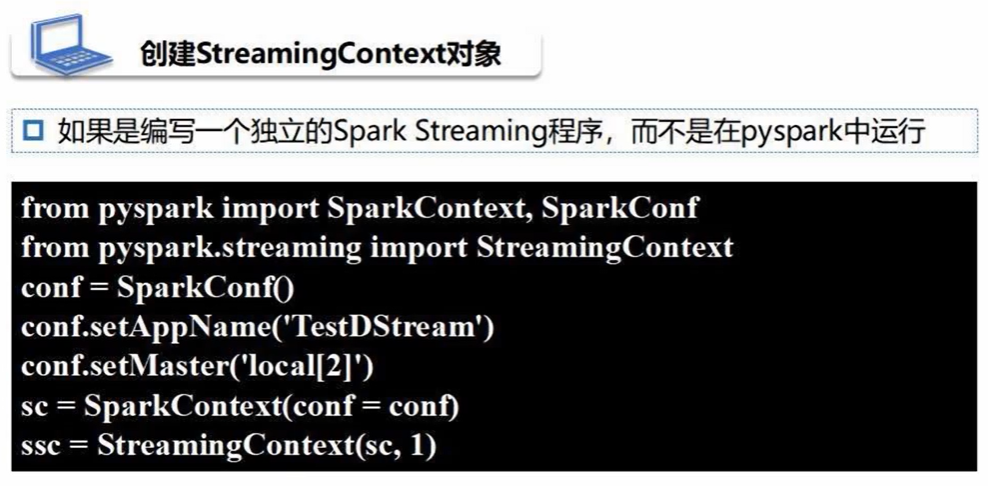 创建StreamingContext对象
如果是编写一个独立的Spark Streaming程序，而不是在pyspark中运行
from pyspark import SparkContext, SparkConf
from pyspark.streaming import StreamingContext
conf = SparkConf()
conf.setAppName('TestDStream')
conf.setMaster('local[2]')
sc = SparkContext(conf = conf)
ssc = StreamingContext(sc, 1)